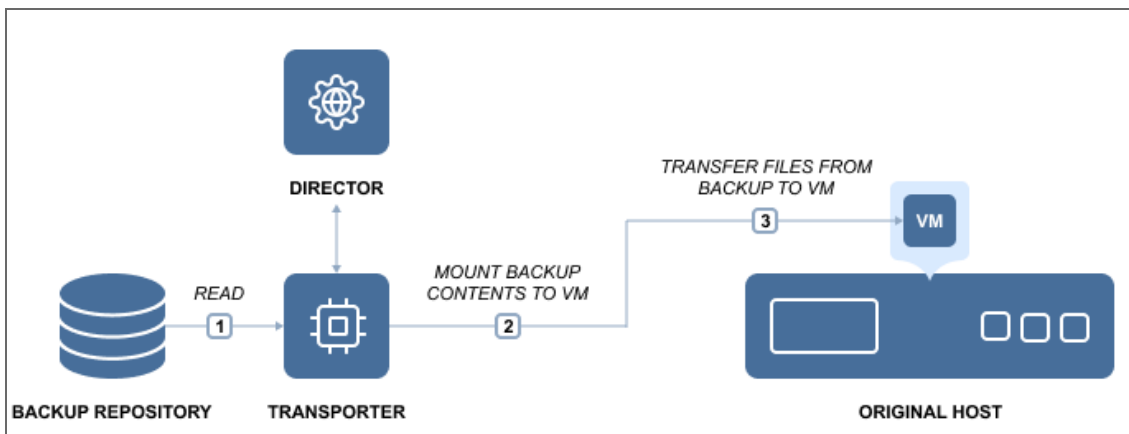 DIRECTOR
TRANSFER FILES FROM
BACKUP TO VM
3
VM
READ
1
MOUNT BACKUP
CONTENTS TO VM
2
BACKUP REPOSITORY
TRANSPORTER
ORIGINAL HOST